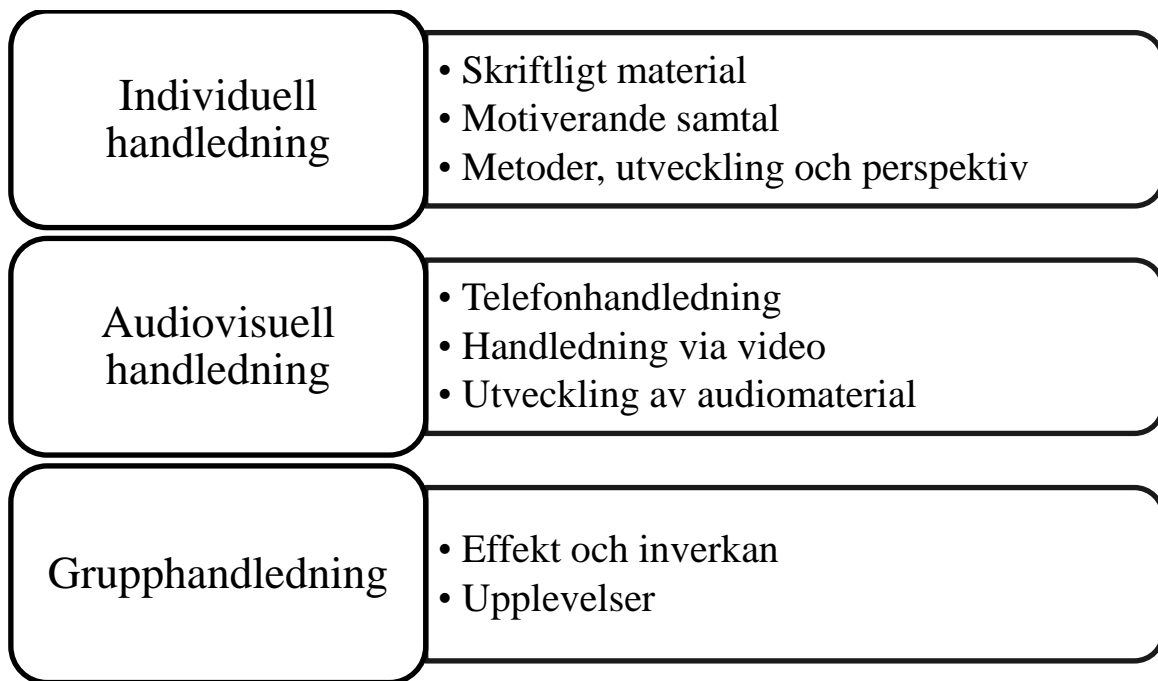 Individuell
handledning
• Skriftligt material
• Motiverande samtal
• Metoder, utveckling och perspektiv
Audiovisuell
handledning
• Telefonhandledning
• Handledning via video
• Utveckling av audiomaterial
Grupphandledning
• Effekt och inverkan
• Upplevelser